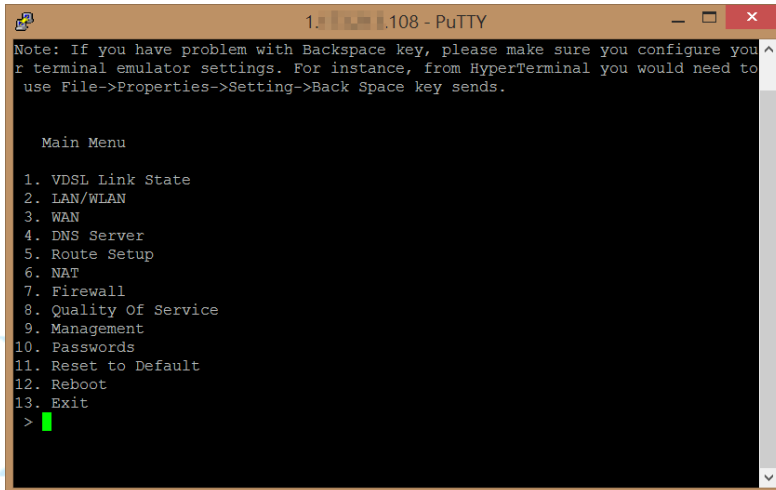 1. .108 - PuTTY
Note: If you have problem with Backspace key, please make sure you configure you
r terminal emulator settings. For instance, from HyperTerminal you would need to
use File->Properties->Setting->Back Space key sends.
Main Menu
1. VDSL Link State
2. LAN/WLAN
3. WAN
4. DNS Server
5. Route Setup
6. NAT
7. Firewall
8. Quality Of Service
9. Management
10. Passwords
11. Reset to Default
12. Reboot
13. Exit
>